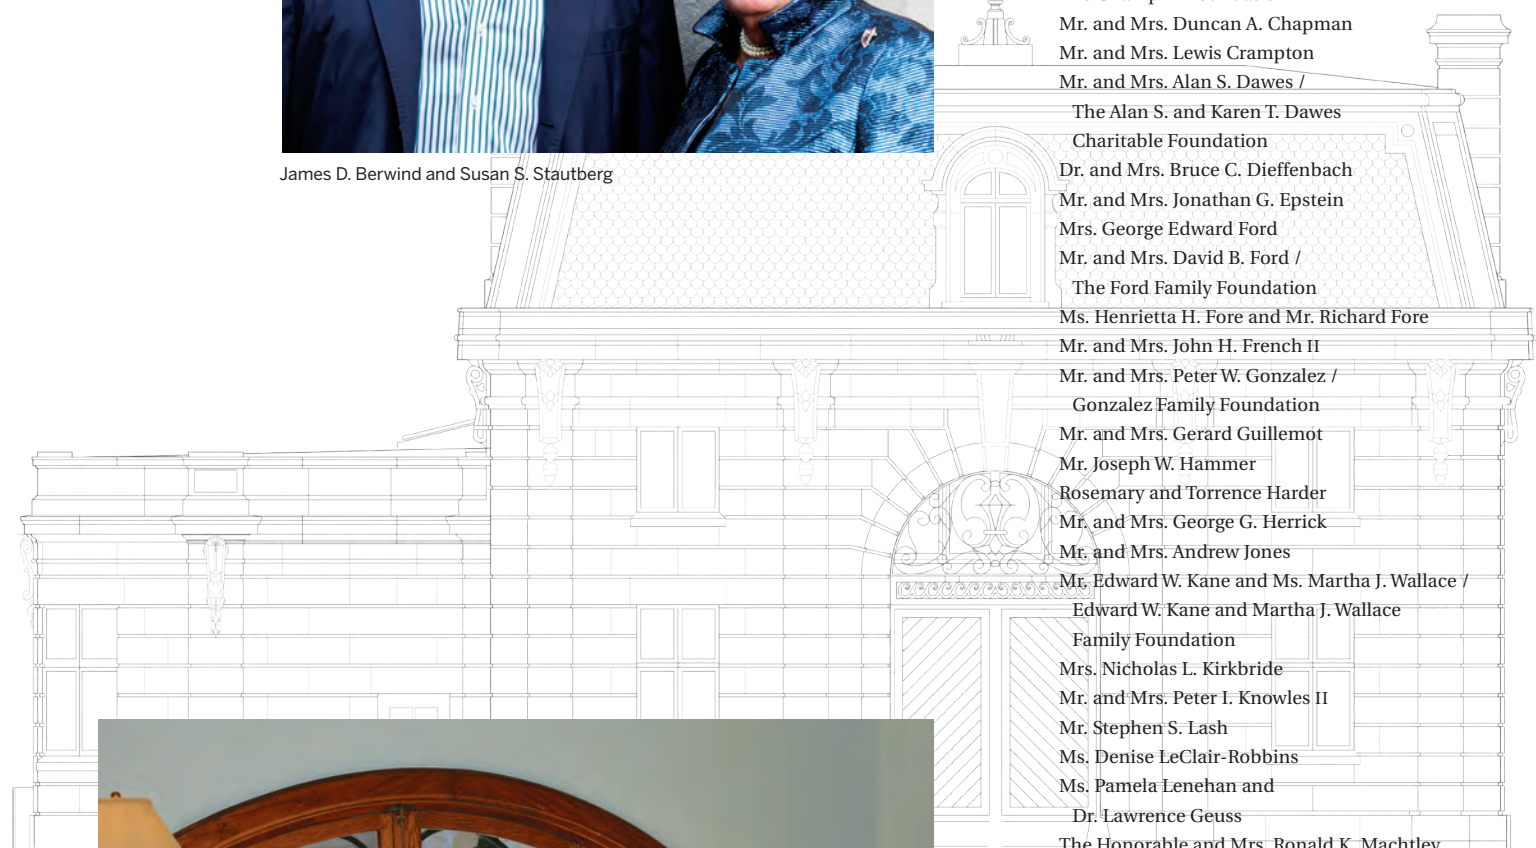 James D. Berwind and Susan S. Stautberg
Mr. and Mrs. Duncan A. Chapman
Mr. and Mrs. Lewis Crampton
Mr. and Mrs. Alan S. Dawes /
The Alan S. and Karen T. Dawes
Charitable Foundation
Dr. and Mrs. Bruce C. Dieffenbach
Mr. and Mrs. Jonathan G. Epstein
Mrs. George Edward Ford
Mr. and Mrs. David B. Ford /
The Ford Family Foundation
Ms. Henrietta H. Fore and Mr. Richard Fore
Mr. and Mrs. John H. French II
Mr. and Mrs. Peter W. Gonzalez /
Gonzalez Family Foundation
Mr. and Mrs. Gerard Guillemot
Mr. Joseph W. Hammer
Rosemary and Torrence Harder
Mr. and Mrs. George G. Herrick
Mr. and Mrs. Andrew Jones
Mr. Edward W. Kane and Ms. Martha J. Wallace /
Edward W. Kane and Martha J. Wallace
Family Foundation
Mrs. Nicholas L. Kirkbride
Mr. and Mrs. Peter I. Knowles II
Mr. Stephen S. Lash
Ms. Denise LeClair-Robbins
Ms. Pamela Lenehan and
Dr. Lawrence Geuss
The Honorable and Mrs. Ronald K. Machtley